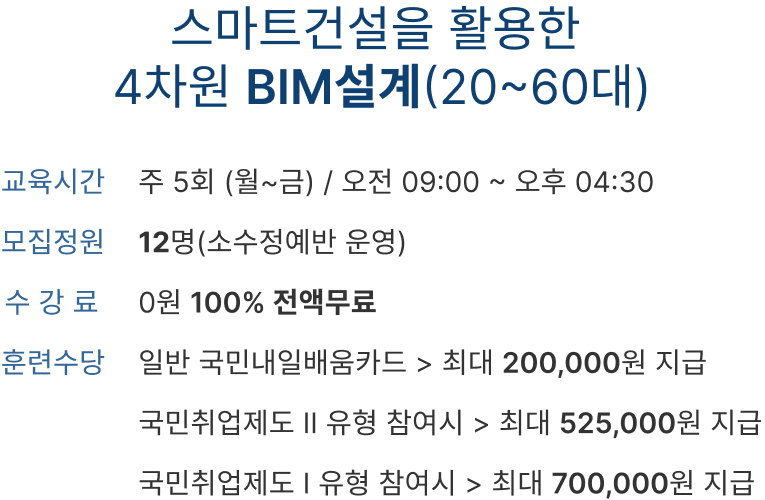 스마트건설을 활용한
4차원 BIM설계(20~60대)
교육시간 주 5회 (월~금) / 오전 09:00 ~ 오후 04:30
모집정원 12명(소수정예반 운영)
수 강 료 0원 100% 전액무료
훈련수당 일반 국민내일배움카드 > 최대 200,000원 지급
국민취업제도 II 유형 참여시 > 최대 525,000원 지급
국민취업제도 I 유형 참여시 > 최대 700,000원 지급